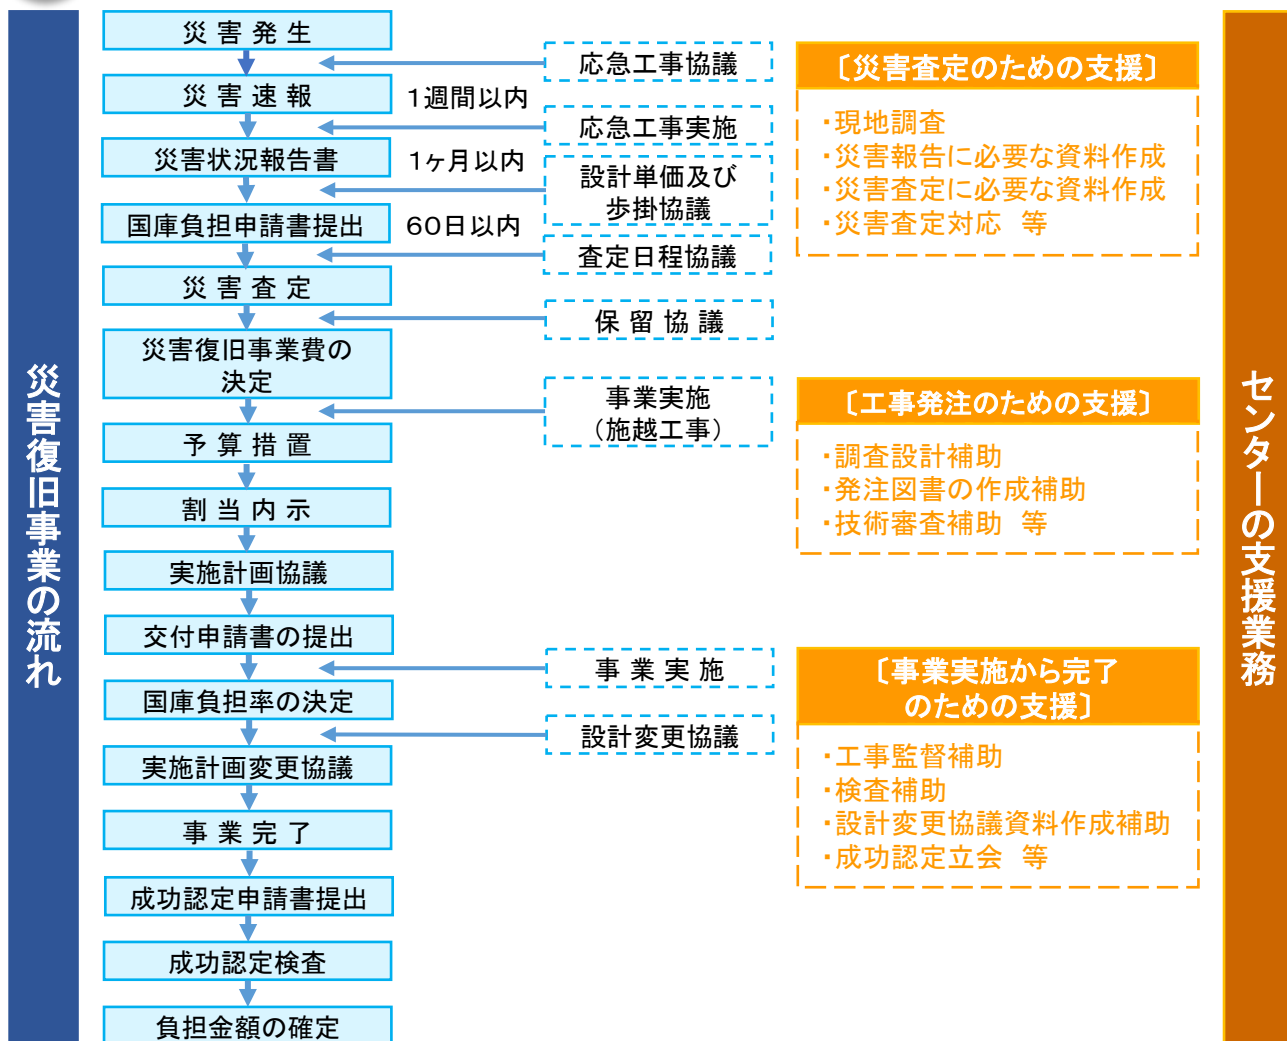 災害復旧事業の流れ
災害発生
災害速報
1週間以内
災害状況報告書
1ヶ月以内
国庫負担申請書提出
60日以内
災害査定
災害復旧事業費の
決定
予算措置
割当内示
実施計画協議
交付申請書の提出
国庫負担率の決定
実施計画変更協議
事業完了
成功認定申請書提出
成功認定検査
負担金額の確定
応急工事協議
応急工事実施
設計単価及び
歩掛協議
査定日程協議
保留協議
事業実施
（施越工事）
事業実施
設計変更協議
〔災害査定のための支援〕
・現地調査
・災害報告に必要な資料作成
・災害査定に必要な資料作成
・災害査定対応　等
〔工事発注のための支援〕
・調査設計補助
・発注図書の作成補助
・技術審査補助　等
〔事業実施から完了
のための支援〕
・工事監督補助
・検査補助
・設計変更協議資料作成補助
・成功認定立会　等
センターの支援業務